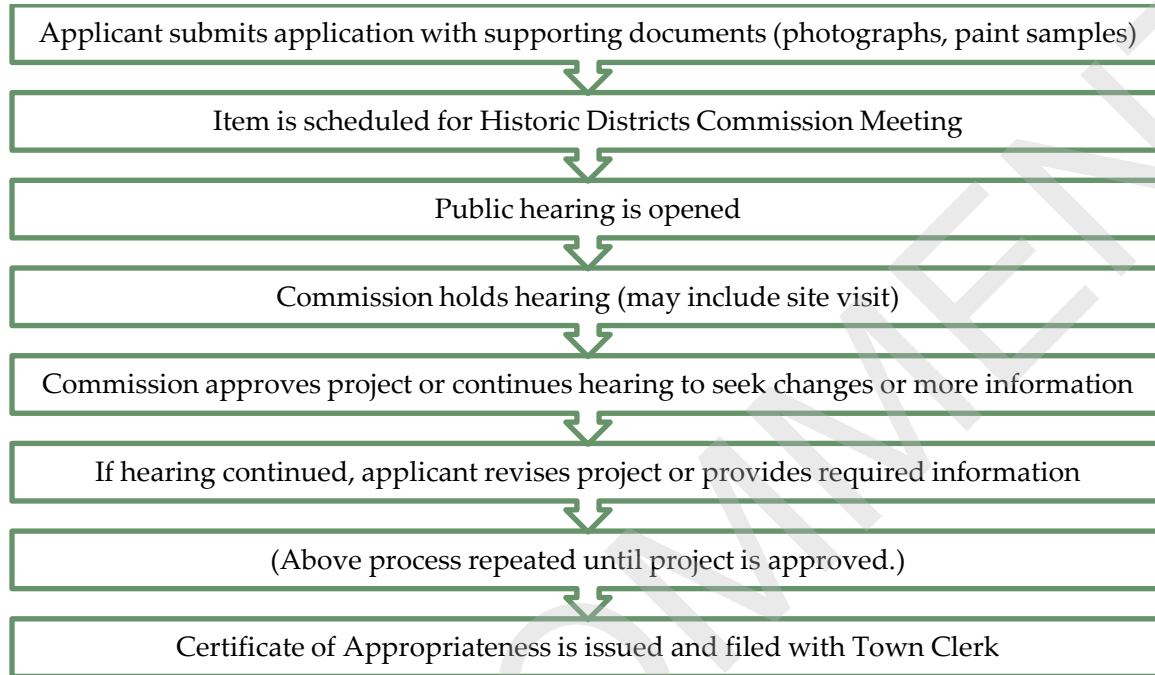 Applicant submits application with supporting documents (photographs, paint samples)
Item is scheduled for Historic Districts Commission Meeting
Public hearing is opened
Commission holds hearing (may include site visit)
Commission approves project or continues hearing to seek changes or more information
If hearing continued, applicant revises project or provides required information
(Above process repeated until project is approved.)
Certificate of Appropriateness is issued and filed with Town Clerk